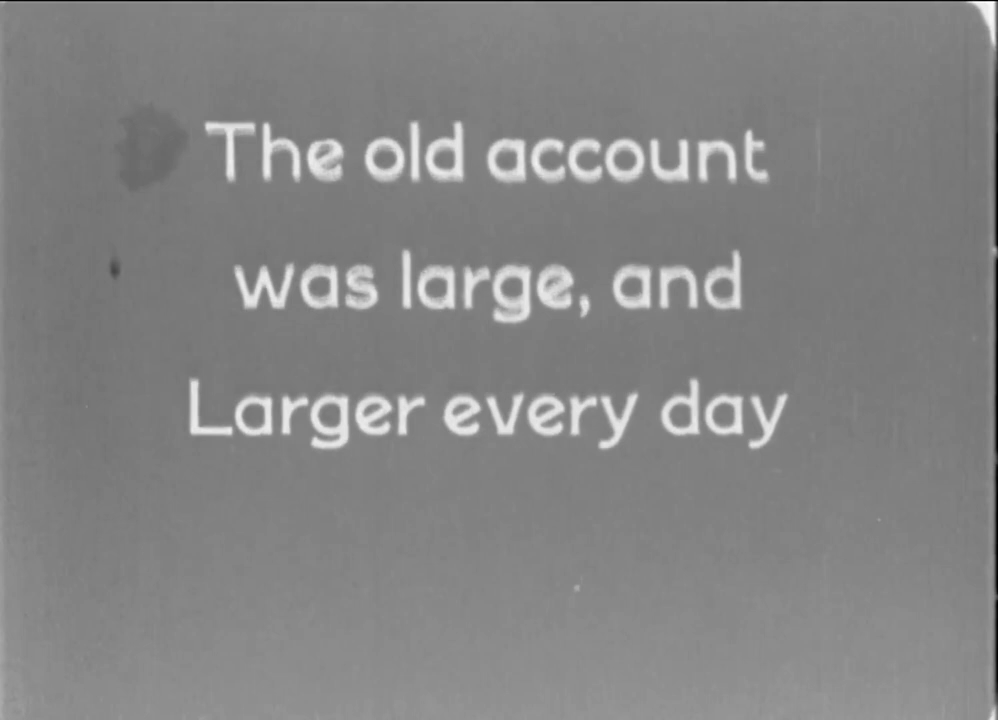 The old account
was large, and
Larger every day